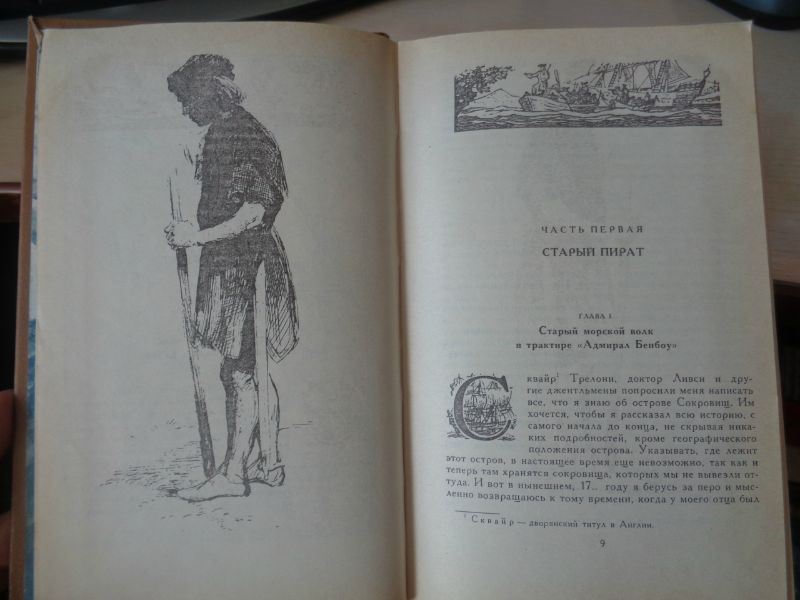 ЧАСТЬ ПЕРВАЯ
СТАРЫЙ ПИРАТ
ГЛАВА 1
Старый морской волк
в трактире «Адмирал Бенбоу»
Сквайр¹ Трелони, доктор Ливси и дру-
гие джентльмены попросили меня написать
все, что я знаю об острове Сокровищ. Им
хочется, чтобы я рассказал всю историю, с
самого начала до конца, не скрывая ника-
ких подробностей, кроме географического
положения острова. Указывать, где лежит
этот остров, в настоящее время еще невозможно, так как и
теперь там хранятся сокровища, которых мы не вывезли от-
туда. И вот в нынешнем, 17.. году я берусь за перо и мыс-
ленно возвращаюсь к тому времени, когда у моего отца был
¹ Сквайр — дворянский титул в Англии.
9